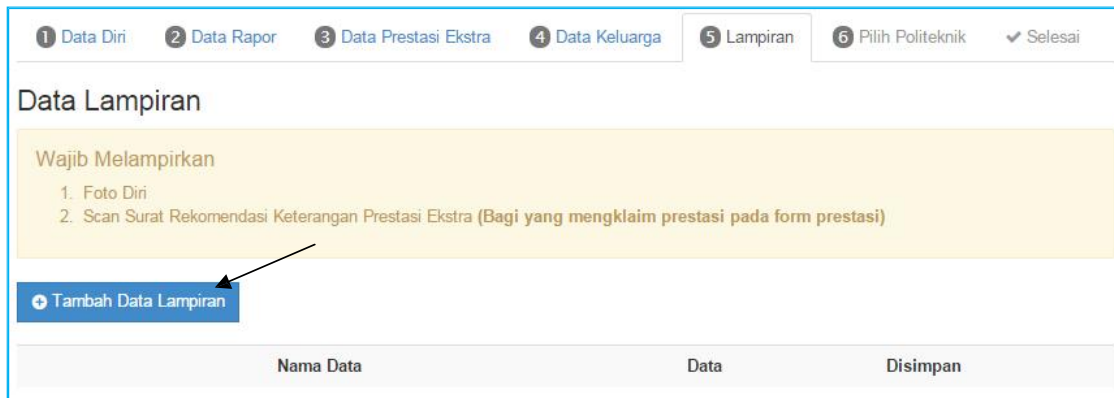 1 Data Diri 2 Data Rapor 3 Data Prestasi Ekstra 4 Data Keluarga 5 Lampiran 6 Pilih Politeknik Selesai
Data Lampiran
Wajib Melampirkan
1. Foto Diri
2. Scan Surat Rekomendasi Keterangan Prestasi Ekstra (Bagi yang mengklaim prestasi pada form prestasi)
Tambah Data Lampiran
Nama Data Data Disimpan